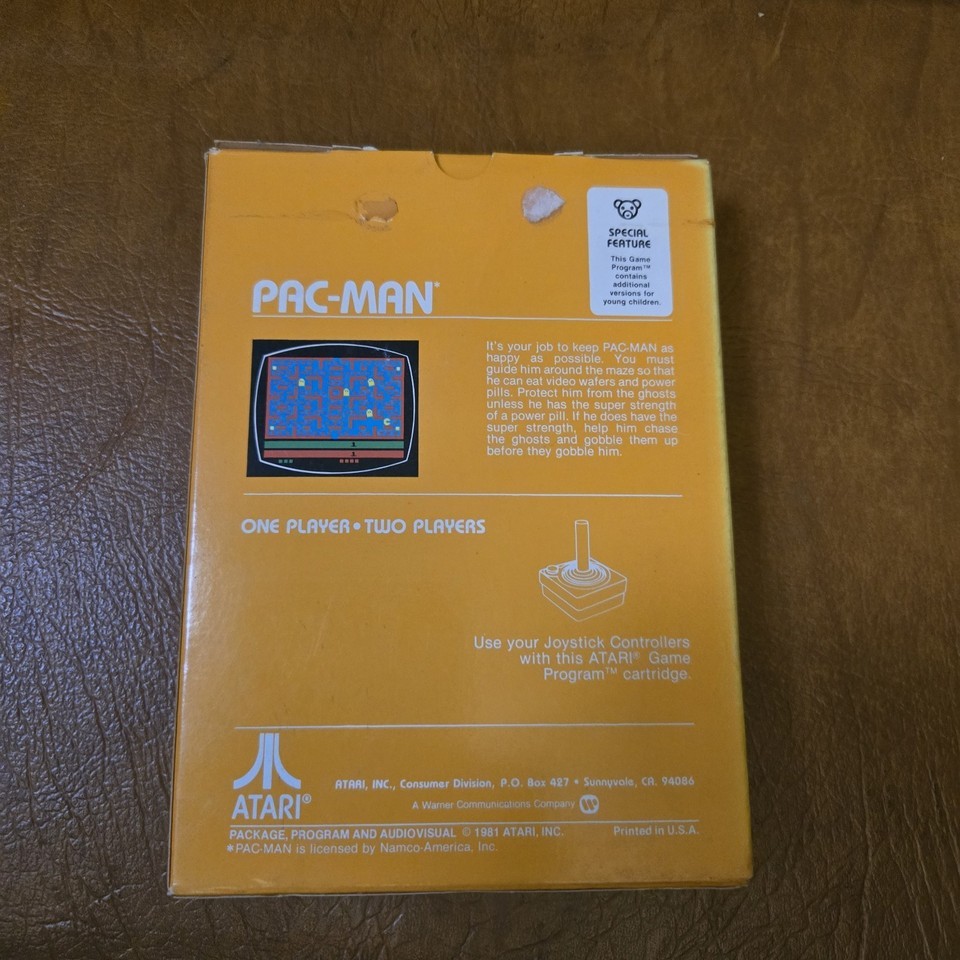 SPECIAL
FEATURE
This Game
Program™
contains
additional
versions for
young children.
PAC-MAN*
It's your job to keep PAC-MAN as
happy as possible. You must
guide him around the maze so that
he can eat video wafers and power
pills. Protect him from the ghosts
unless he has the super strength
of a power pill. If he does have the
super strength, help him chase
the ghosts and gobble them up
before they gobble him.
1
1
ONE PLAYER • TWO PLAYERS
Use your Joystick Controllers
with this ATARI® Game
Program™ cartridge.
ATARI®
ATARI, INC., Consumer Division, P.O. Box 427 • Sunnyvale, CA. 94086
A Warner Communications Company
PACKAGE, PROGRAM AND AUDIOVISUAL © 1981 ATARI, INC. Printed in U.S.A.
*PAC-MAN is licensed by Namco-America, Inc.